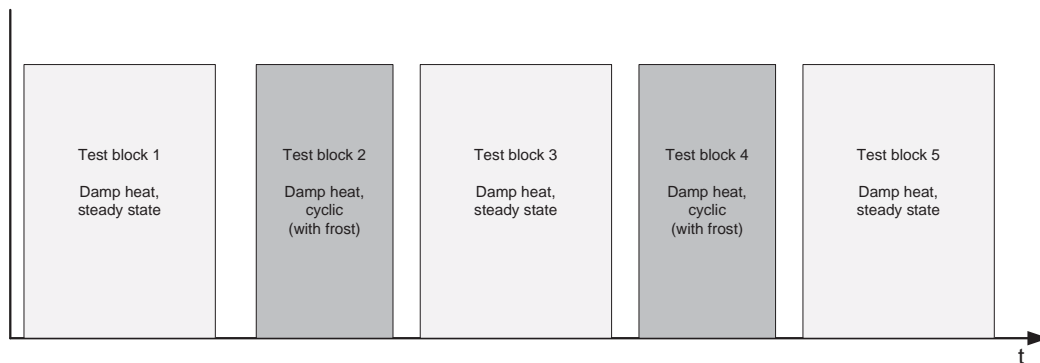 Test block 1
Damp heat,
steady state
Test block 2
Damp heat,
cyclic
(with frost)
Test block 3
Damp heat,
steady state
Test block 4
Damp heat,
cyclic
(with frost)
Test block 5
Damp heat,
steady state
t